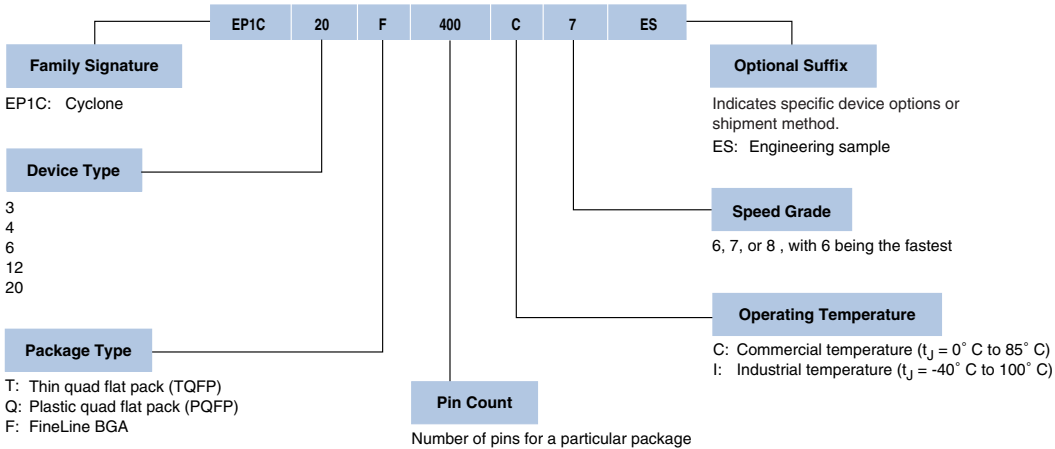 EP1C 20 F 400 C 7 ES
Family Signature
EP1C: Cyclone
Device Type
3
4
6
12
20
Package Type
T: Thin quad flat pack (TQFP)
Q: Plastic quad flat pack (PQFP)
F: FineLine BGA
Pin Count
Number of pins for a particular package
Optional Suffix
Indicates specific device options or
shipment method.
ES: Engineering sample
Speed Grade
6, 7, or 8 , with 6 being the fastest
Operating Temperature
C: Commercial temperature (tJ = 0° C to 85° C)
I: Industrial temperature (tJ = -40° C to 100° C)